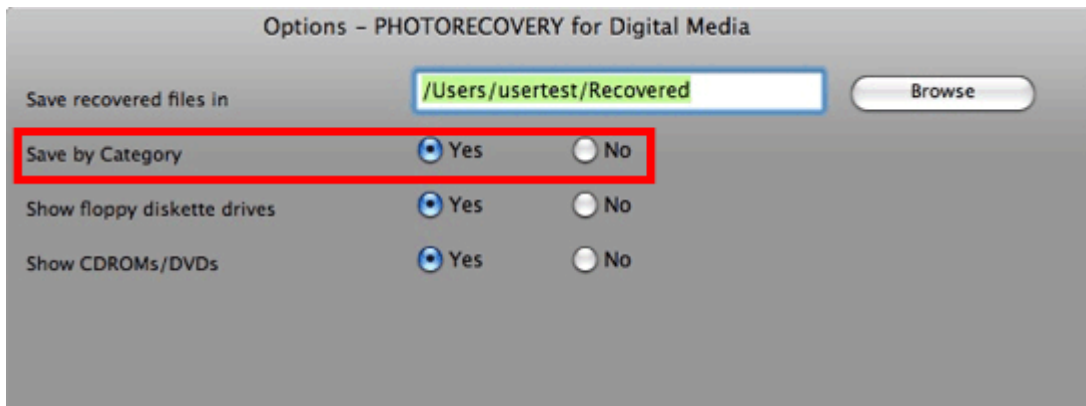 Options – PHOTORECOVERY for Digital Media
Save recovered files in /Users/usertest/Recovered Browse
Save by Category Yes No
Show floppy diskette drives Yes No
Show CDROMs/DVDs Yes No